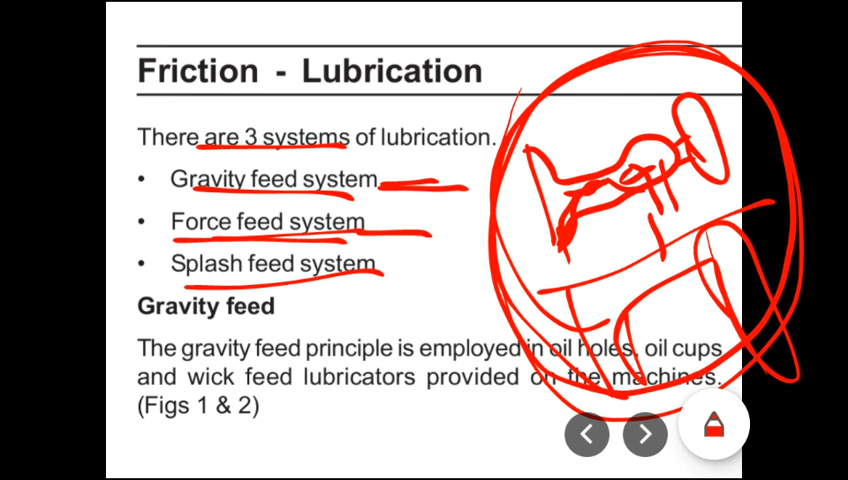 Friction - Lubrication
There are 3 systems of lubrication.
• Gravity feed system
• Force feed system
• Splash feed system
Gravity feed
The gravity feed principle is employed in oil holes, oil cups
and wick feed lubricators provided on the machines.
(Figs 1 & 2)